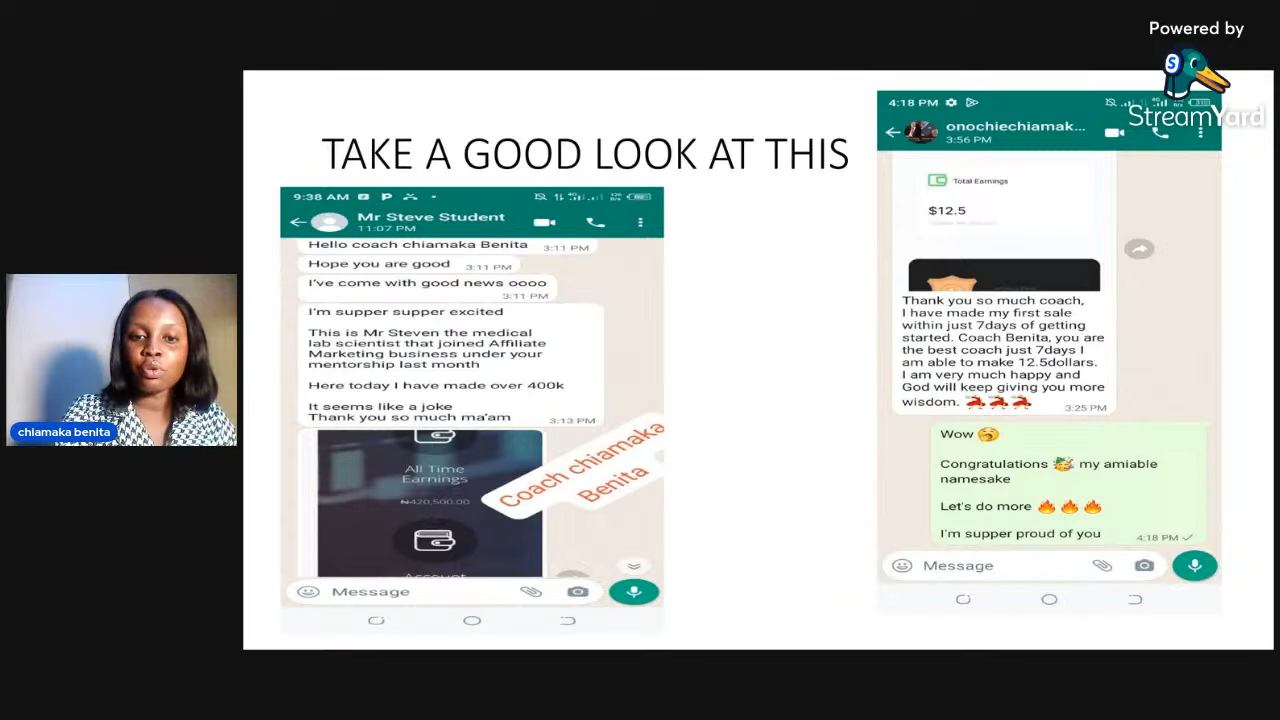 Powered by
StreamYard
TAKE A GOOD LOOK AT THIS
9:38 AM
Mr Steve Student
11:07 PM
Hello coach chiamaka Benita 3:11 PM
Hope you are good 3:11 PM
I've come with good news oooo
3:11 PM
I'm supper supper excited
This is Mr Steven the medical
lab scientist that joined Affiliate
Marketing business under your
mentorship last month
Here today I have made over 400k
It seems like a joke
Thank you so much ma'am
3:13 PM
All Time
Earnings
₦420,500.00
Coach chiamaka
Benita
Message
4:18 PM
onochiechiamak...
3:56 PM
Total Earnings
$12.5
Thank you so much coach,
I have made my first sale
within just 7days of getting
started. Coach Benita, you are
the best coach just 7days I
am able to make 12.5dollars.
I am very much happy and
God will keep giving you more
wisdom.
3:25 PM
Wow
Congratulations my amiable
namesake
Let's do more
I'm supper proud of you 4:18 PM
Message
chiamaka benita